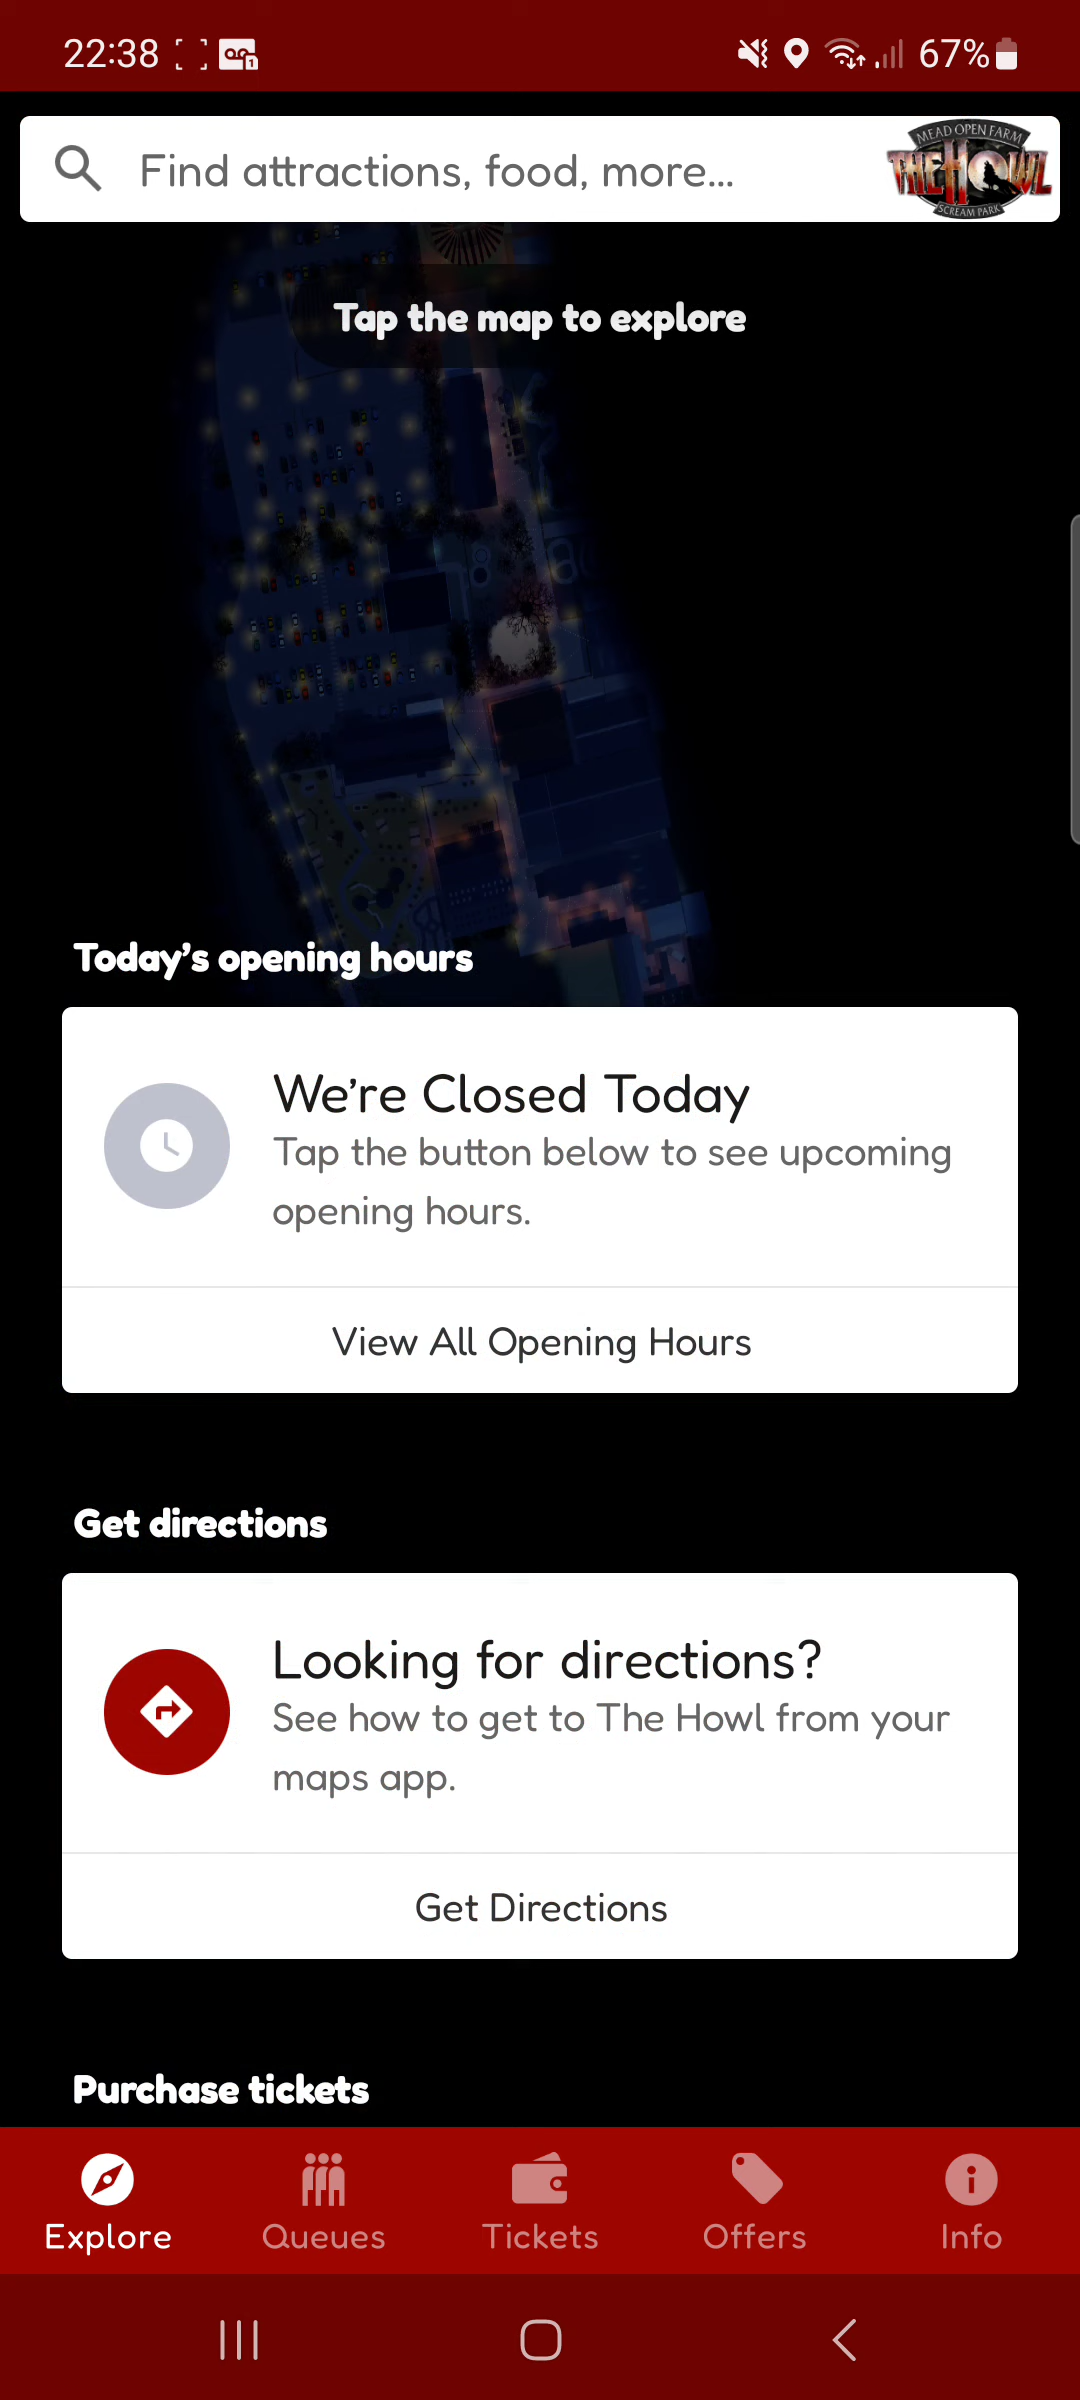 22:38
1
67%
Find attractions, food, more...
MEAD OPEN FARM
THE HOWL
SCREAM PARK
Tap the map to explore
Today's opening hours
We're Closed Today
Tap the button below to see upcoming
opening hours.
View All Opening Hours
Get directions
Looking for directions?
See how to get to The Howl from your
maps app.
Get Directions
Purchase tickets
Explore
Queues
Tickets
Offers
Info